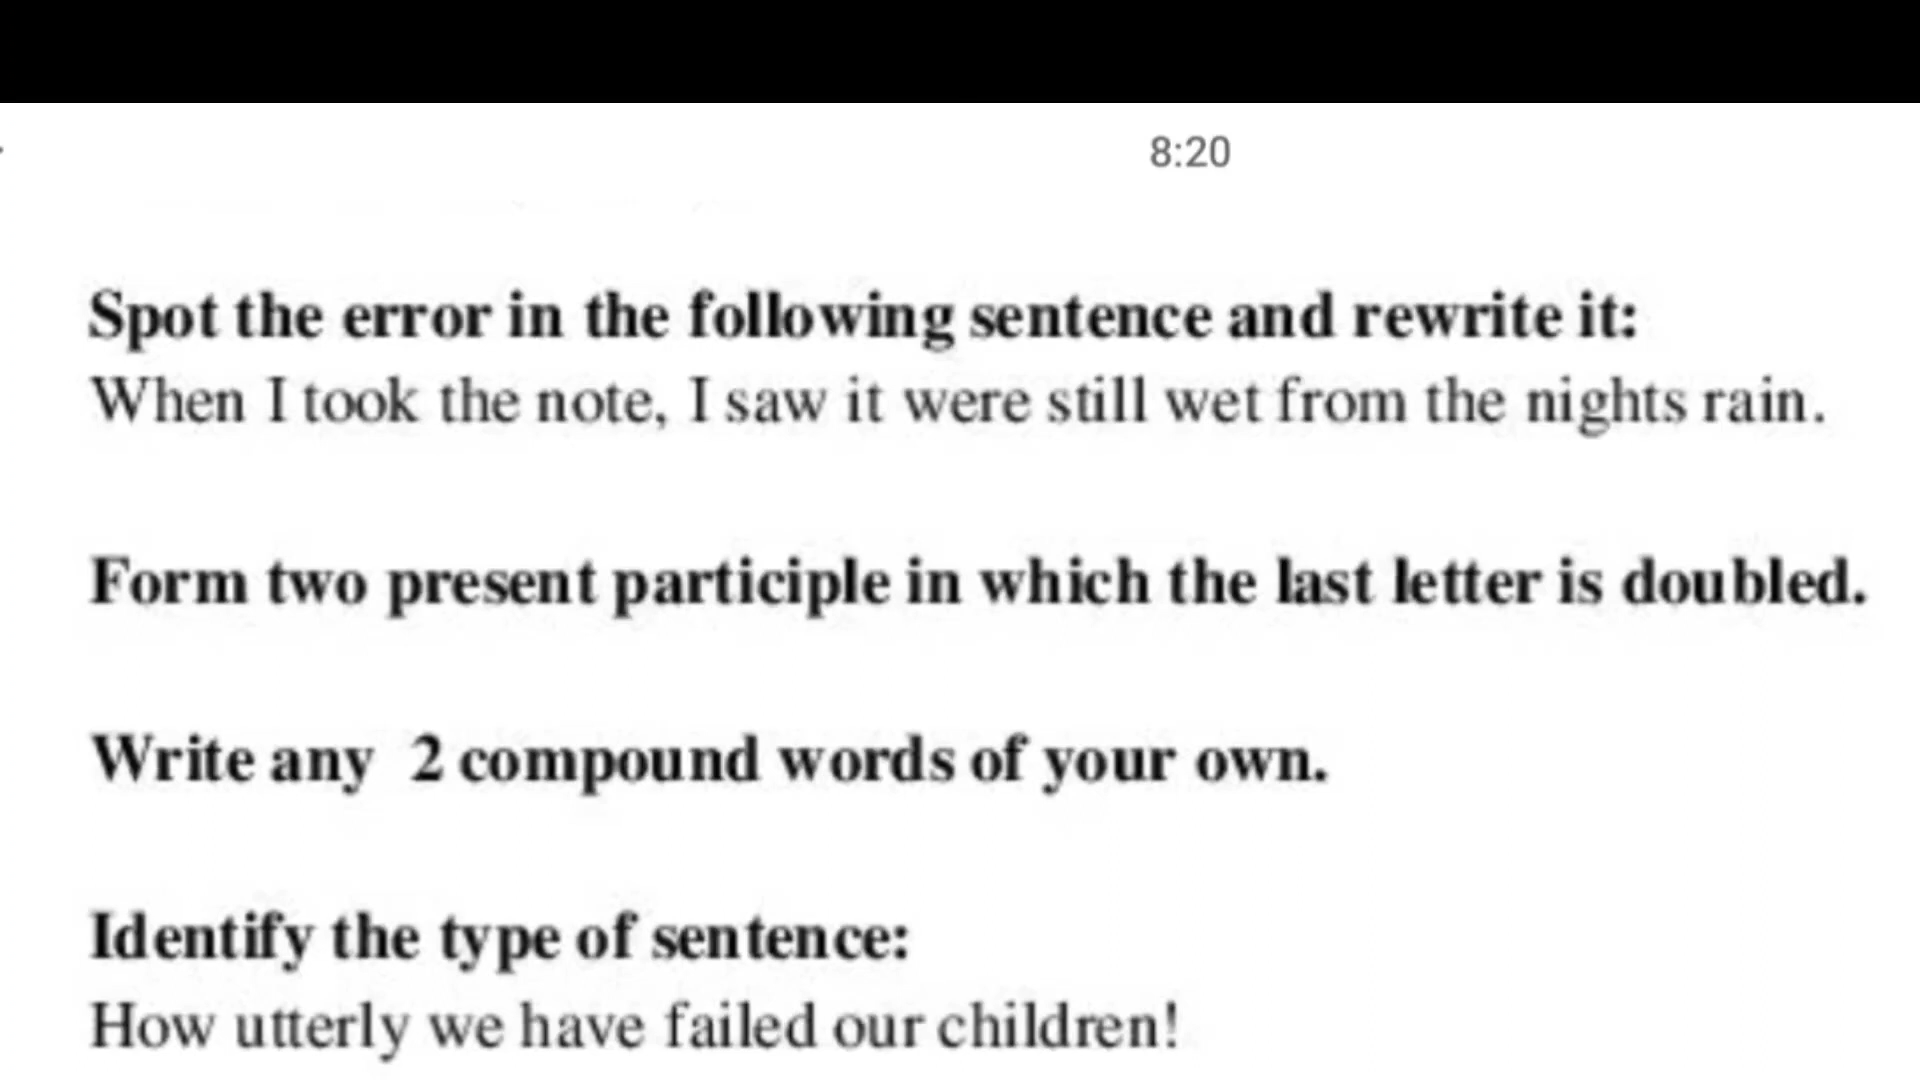 8:20
Spot the error in the following sentence and rewrite it:
When I took the note, I saw it were still wet from the nights rain.
Form two present participle in which the last letter is doubled.
Write any 2 compound words of your own.
Identify the type of sentence:
How utterly we have failed our children!